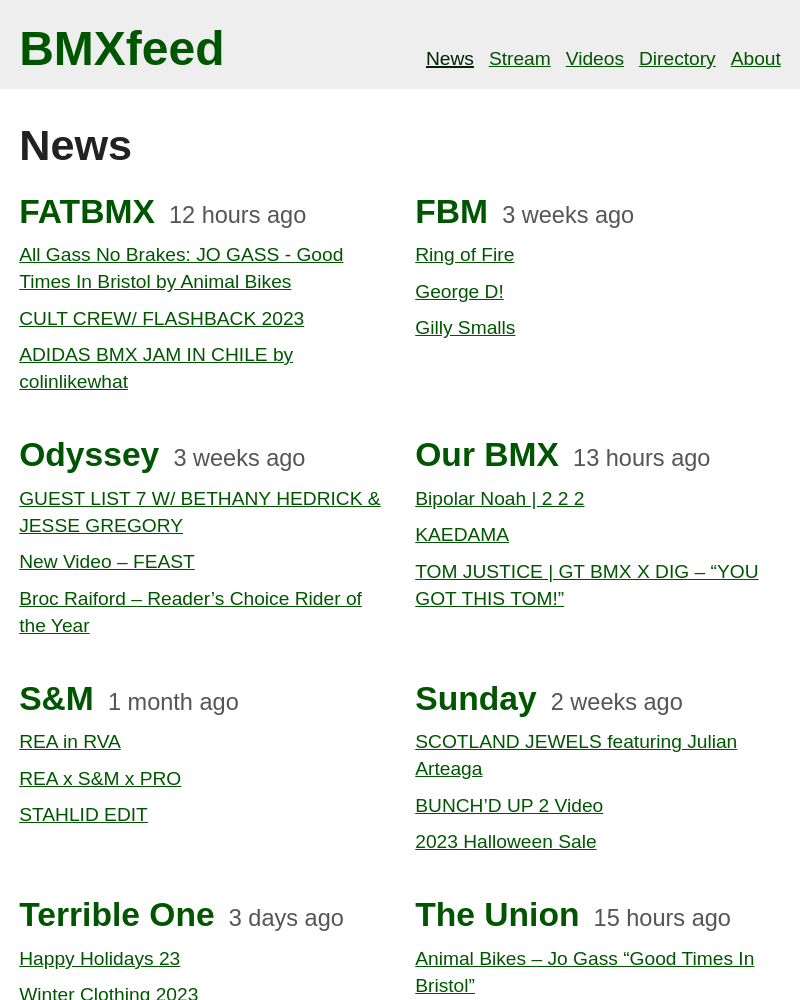 BMXfeed
News Stream Videos Directory About
News
FATBMX 12 hours ago
All Gass No Brakes: JO GASS - Good
Times In Bristol by Animal Bikes
CULT CREW/ FLASHBACK 2023
ADIDAS BMX JAM IN CHILE by
colinlikewhat
FBM 3 weeks ago
Ring of Fire
George D!
Gilly Smalls
Odyssey 3 weeks ago
GUEST LIST 7 W/ BETHANY HEDRICK &
JESSE GREGORY
New Video – FEAST
Broc Raiford – Reader’s Choice Rider of
the Year
Our BMX 13 hours ago
Bipolar Noah | 2 2 2
KAEDAMA
TOM JUSTICE | GT BMX X DIG – “YOU
GOT THIS TOM!”
S&M 1 month ago
REA in RVA
REA x S&M x PRO
STAHLID EDIT
Sunday 2 weeks ago
SCOTLAND JEWELS featuring Julian
Arteaga
BUNCH’D UP 2 Video
2023 Halloween Sale
Terrible One 3 days ago
Happy Holidays 23
Winter Clothing 2023
The Union 15 hours ago
Animal Bikes – Jo Gass “Good Times In
Bristol”